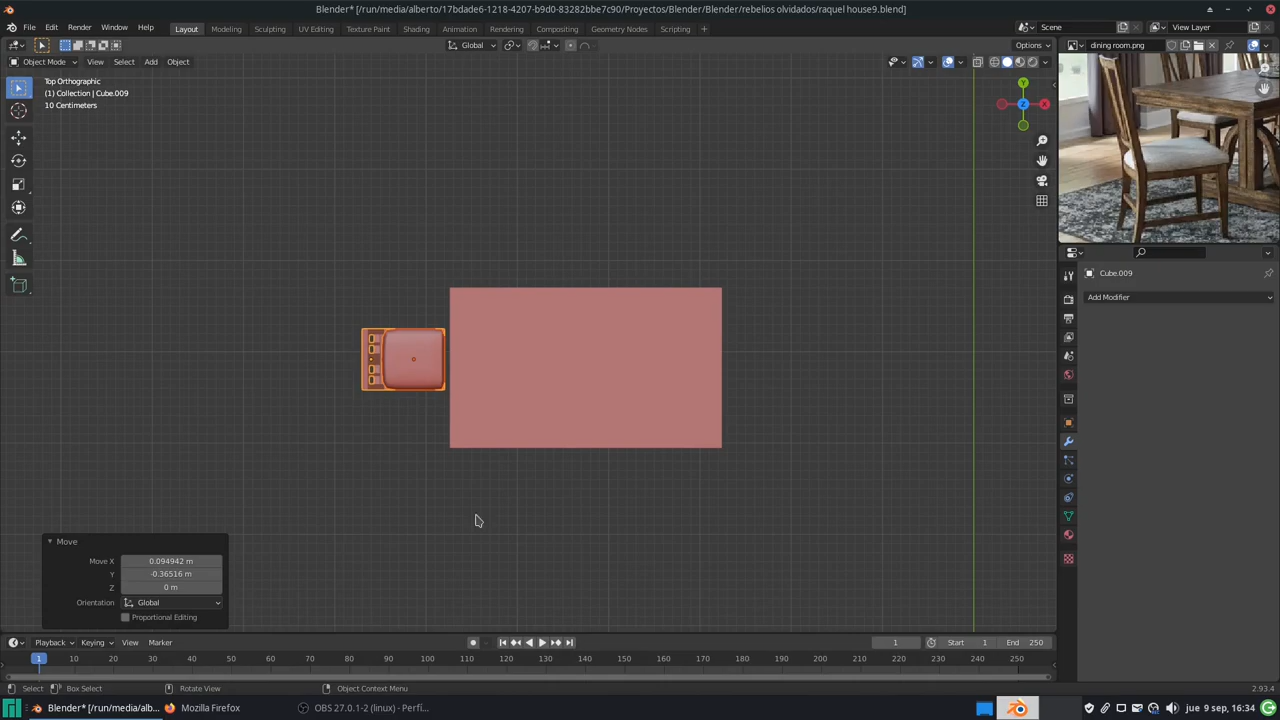 Blender* [/run/media/alberto/17bdade6-1218-4207-b9d0-83282bbe7c90/Proyectos/Blender/Blender/rebelios olvidados/raquel house9.blend]
File Edit Render Window Help Layout Modeling Sculpting UV Editing Texture Paint Shading Animation Rendering Compositing Geometry Nodes Scripting + Scene View Layer
Global Options dining room.png
Object Mode View Select Add Object
Top Orthographic
(1) Collection | Cube.009
10 Centimeters
Y
Z
X
Cube.009
Add Modifier
Move
Move X 0.094942 m
Y -0.36516 m
Z 0 m
Orientation Global
Proportional Editing
Playback Keying View Marker 1 Start 1 End 250
1 10 20 30 40 50 60 70 80 90 100 110 120 130 140 150 160 170 180 190 200 210 220 230 240 250
Select Box Select Rotate View Object Context Menu 2.93.4
Blender* [/run/media/alb... Mozilla Firefox OBS 27.0.1-2 (linux) - Perfi... jue 9 sep, 16:34